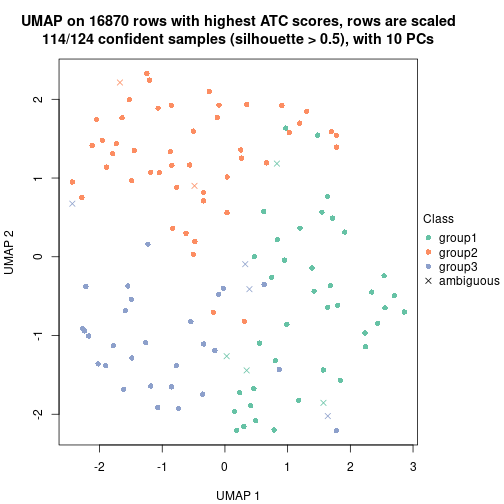 UMAP on 16870 rows with highest ATC scores, rows are scaled
114/124 confident samples (silhouette > 0.5), with 10 PCs
2
1
0
-1
-2
UMAP 2
-2
-1
0
1
2
3
UMAP 1
Class
group1
group2
group3
ambiguous